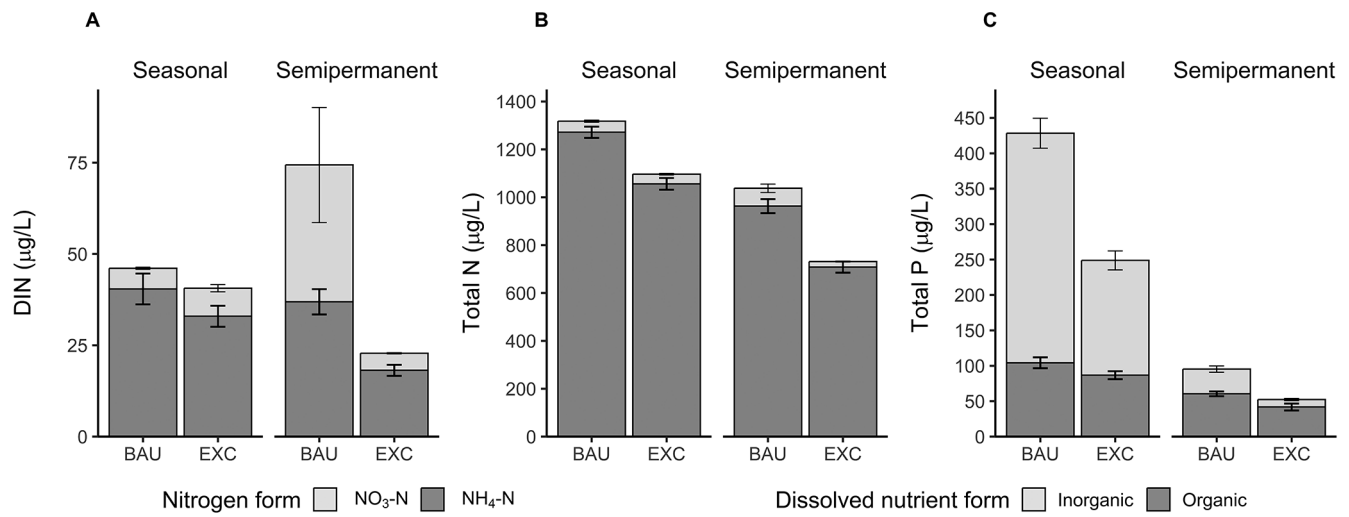 A
B
C
Seasonal Semipermanent
Seasonal Semipermanent
Seasonal Semipermanent
DIN (μg/L)
75
50
25
0
BAU EXC BAU EXC
Total N (μg/L)
1400
1200
1000
800
600
400
200
0
BAU EXC BAU EXC
Total P (μg/L)
450
400
350
300
250
200
150
100
50
0
BAU EXC BAU EXC
Nitrogen form NO₃-N NH₄-N
Dissolved nutrient form Inorganic Organic